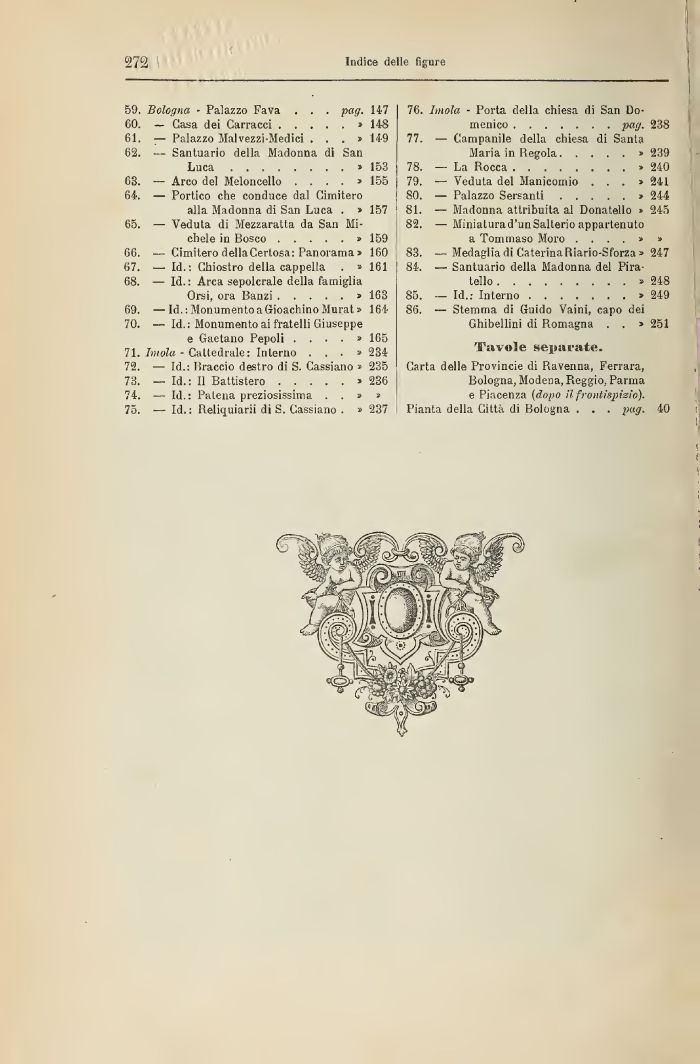 272
Indice delle figure
59. Bologna - Palazzo Fava . . . pag. 147
60. — Casa dei Carracci . . . . . » 148
61. — Palazzo Malvezzi-Medici . . . » 149
62. — Santuario della Madonna di San
Luca . . . . . . . . » 153
63. — Arco del Meloncello . . . . » 155
64. — Portico che conduce dal Cimitero
alla Madonna di San Luca . » 157
65. — Veduta di Mezzaratta da San Mi-
chele in Bosco . . . . . » 159
66. — Cimitero della Certosa: Panorama » 160
67. — Id.: Chiostro della cappella . » 161
68. — Id.: Arca sepolcrale della famiglia
Orsi, ora Banzi . . . . . » 163
69. — Id.: Monumento a Gioachino Murat » 164
70. — Id.: Monumento ai fratelli Giuseppe
e Gaetano Pepoli . . . . » 165
71. Imola - Cattedrale: Interno . . . » 234
72. — Id.: Braccio destro di S. Cassiano » 235
73. — Id.: Il Battistero . . . . . » 236
74. — Id.: Patena preziosissima . . » »
75. — Id.: Reliquiarii di S. Cassiano . » 237
76. Imola - Porta della chiesa di San Do-
menico . . . . . . . pag. 238
77. — Campanile della chiesa di Santa
Maria in Regola . . . . . » 239
78. — La Rocca . . . . . . . . » 240
79. — Veduta del Manicomio . . . » 241
80. — Palazzo Sersanti . . . . . » 244
81. — Madonna attribuita al Donatello » 245
82. — Miniatura d'un Salterio appartenuto
a Tommaso Moro . . . . » »
83. — Medaglia di Caterina Riario-Sforza » 247
84. — Santuario della Madonna del Pira-
tello . . . . . . . . . » 248
85. — Id.: Interno . . . . . . . » 249
86. — Stemma di Guido Vaini, capo dei
Ghibellini di Romagna . . » 251
Tavole separate.
Carta delle Provincie di Ravenna, Ferrara,
Bologna, Modena, Reggio, Parma
e Piacenza (dopo il frontispizio).
Pianta della Città di Bologna . . . pag. 40